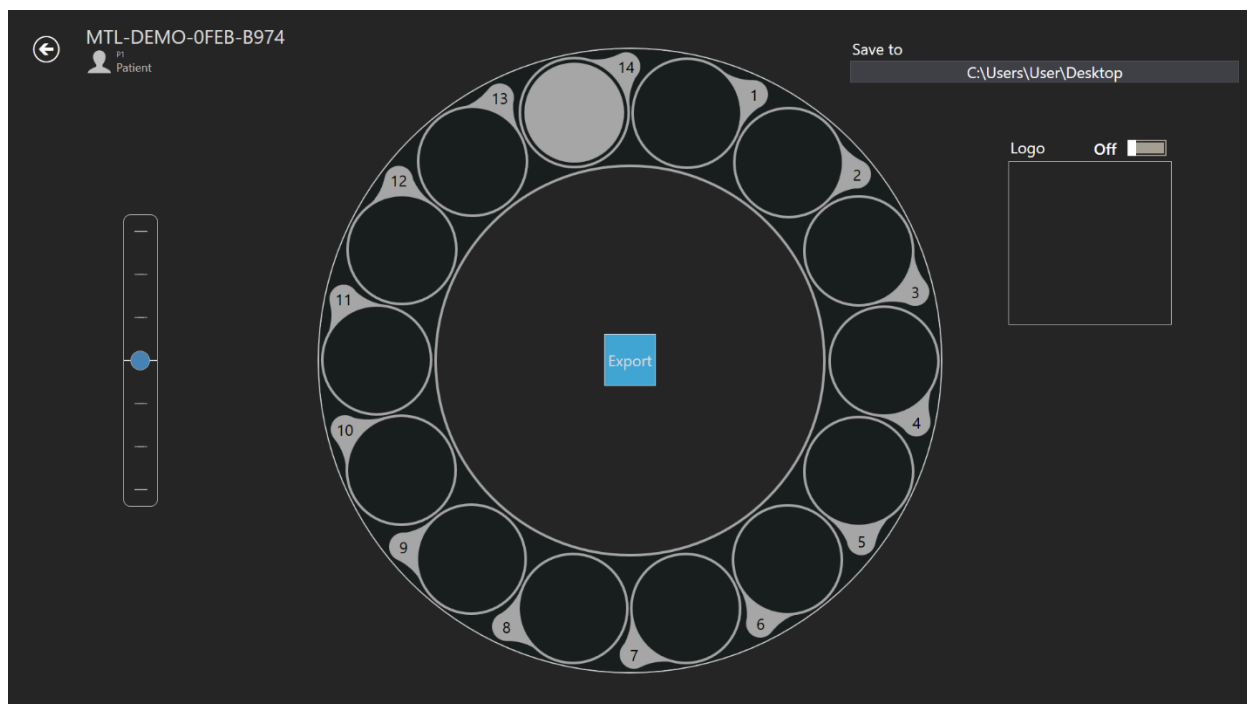 MTL-DEMO-0FEB-B974
P1
Patient
Save to
C:\Users\User\Desktop
Logo Off
14
1
2
3
4
5
6
7
8
9
10
11
12
13
Export